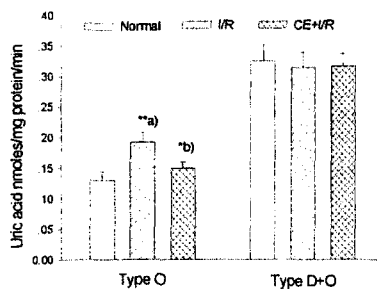 Normal I/R CE+I/R
Uric acid nmoles/mg protein/min
.40
.35
.30
.25
.20
.15
.10
.05
0.00
**a)
*b)
Type O Type D+O